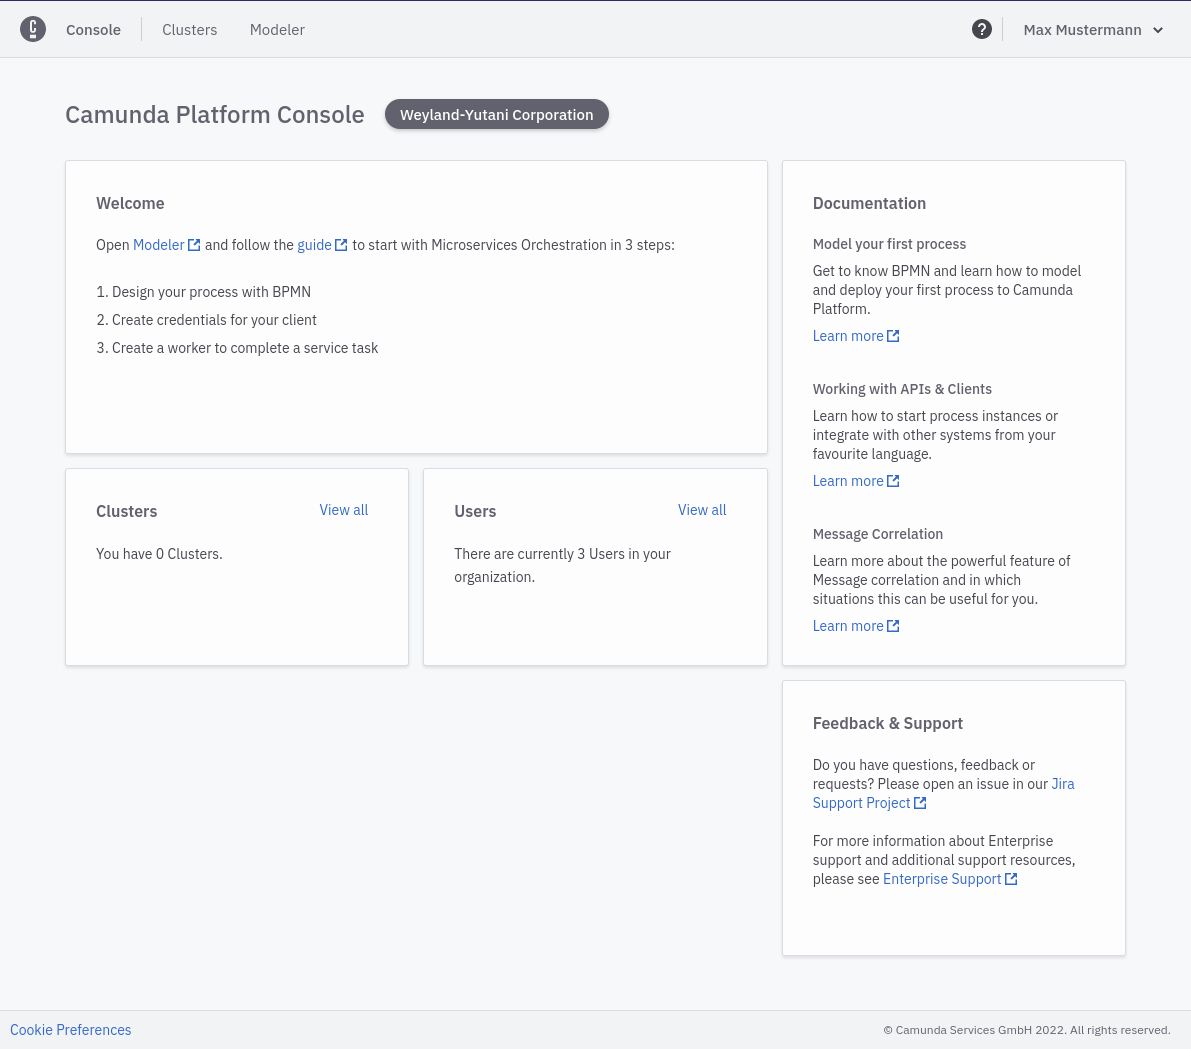 Console
Clusters
Modeler
?
Max Mustermann
Camunda Platform Console
Weyland-Yutani Corporation
Welcome
Open Modeler and follow the guide to start with Microservices Orchestration in 3 steps:
1. Design your process with BPMN
2. Create credentials for your client
3. Create a worker to complete a service task
Clusters
View all
You have 0 Clusters.
Users
View all
There are currently 3 Users in your
organization.
Documentation
Model your first process
Get to know BPMN and learn how to model
and deploy your first process to Camunda
Platform.
Learn more
Working with APIs & Clients
Learn how to start process instances or
integrate with other systems from your
favourite language.
Learn more
Message Correlation
Learn more about the powerful feature of
Message correlation and in which
situations this can be useful for you.
Learn more
Feedback & Support
Do you have questions, feedback or
requests? Please open an issue in our Jira
Support Project
For more information about Enterprise
support and additional support resources,
please see Enterprise Support
Cookie Preferences
© Camunda Services GmbH 2022. All rights reserved.